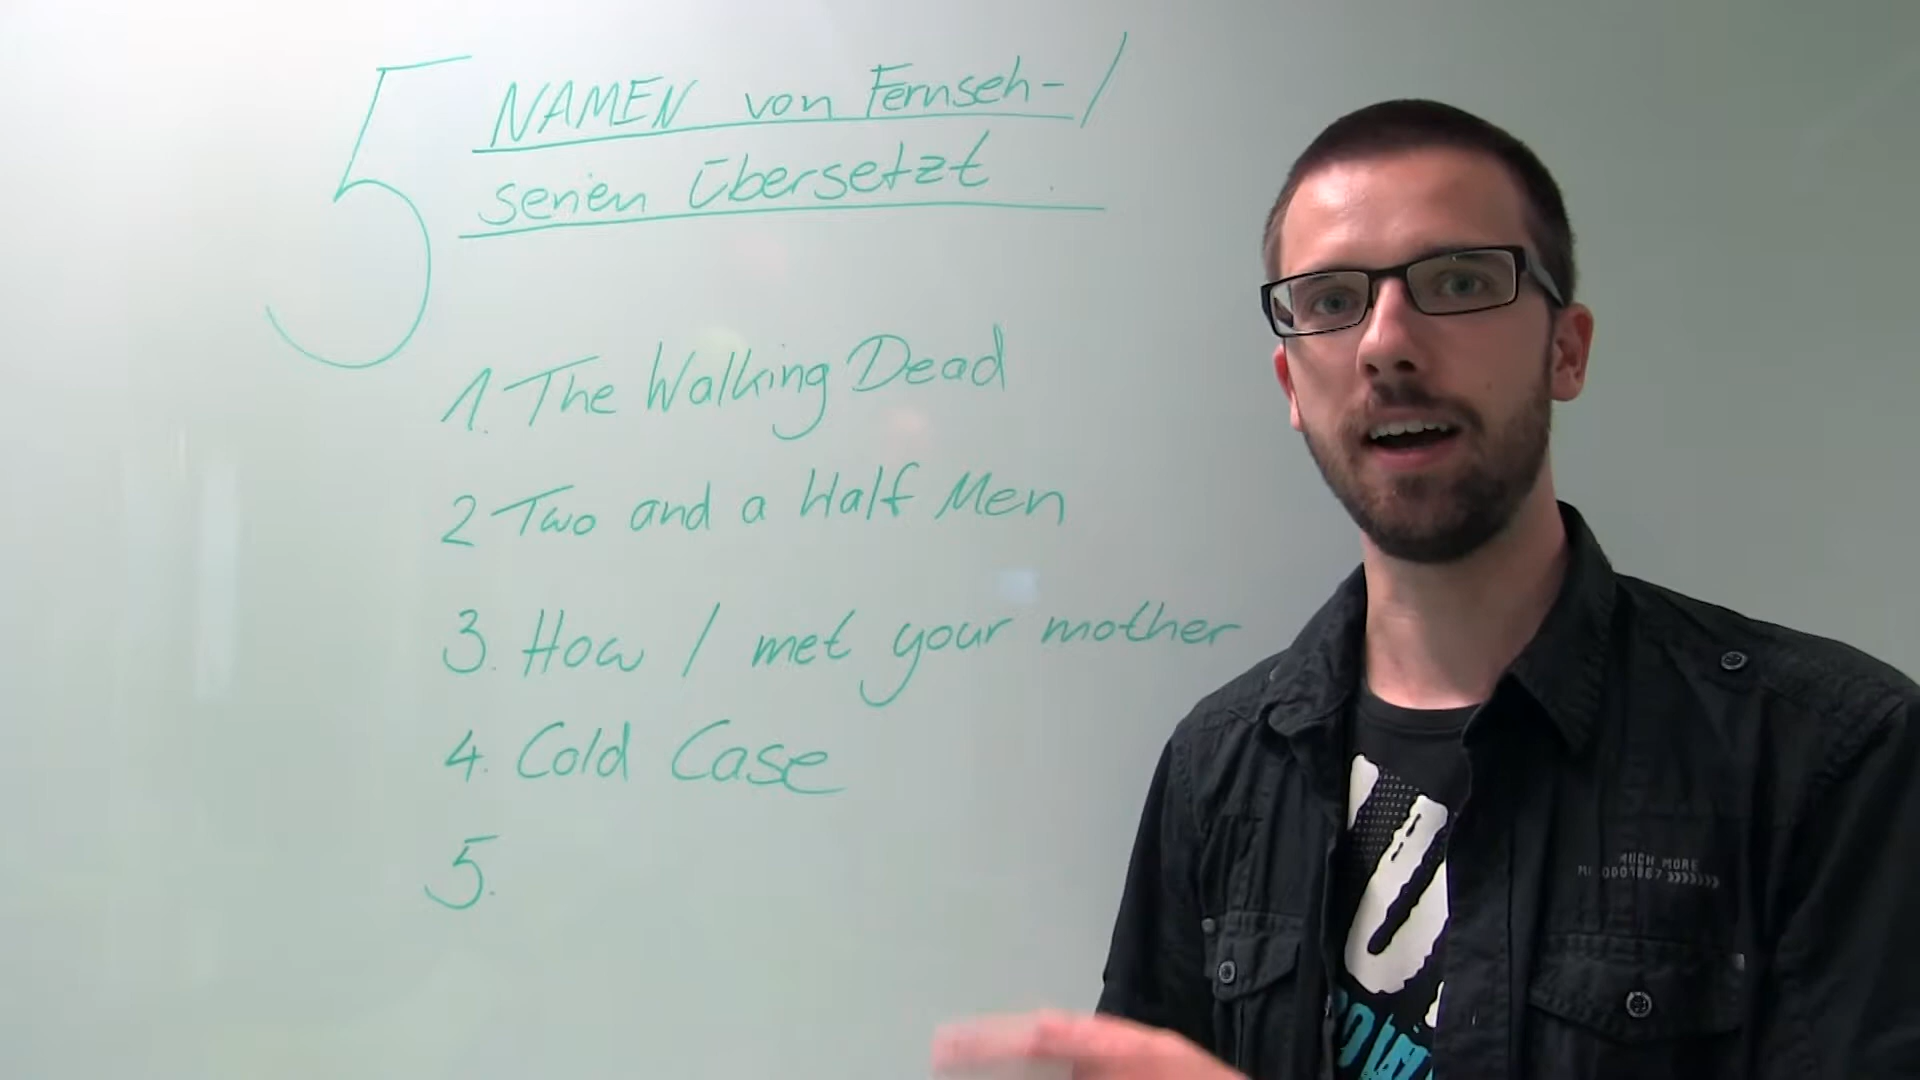 5 NAMEN von Fernseh-/
serien übersetzt
1. The Walking Dead
2 Two and a Half Men
3. How I met your mother
4. Cold Case
5.
MUCH MORE